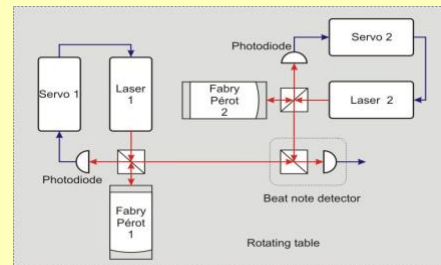 Servo 1
Laser
1
Photodiode
Fabry
Pérot
1
Photodiode
Servo 2
Fabry
Pérot
2
Laser 2
Beat note detector
Rotating table